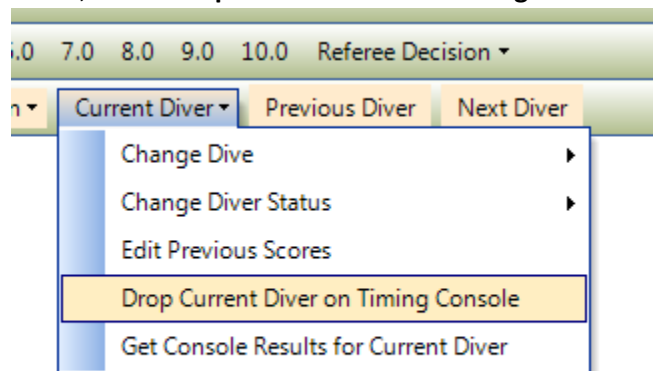 .0 7.0 8.0 9.0 10.0 Referee Decision
Current Diver Previous Diver Next Diver
Change Dive
Change Diver Status
Edit Previous Scores
Drop Current Diver on Timing Console
Get Console Results for Current Diver